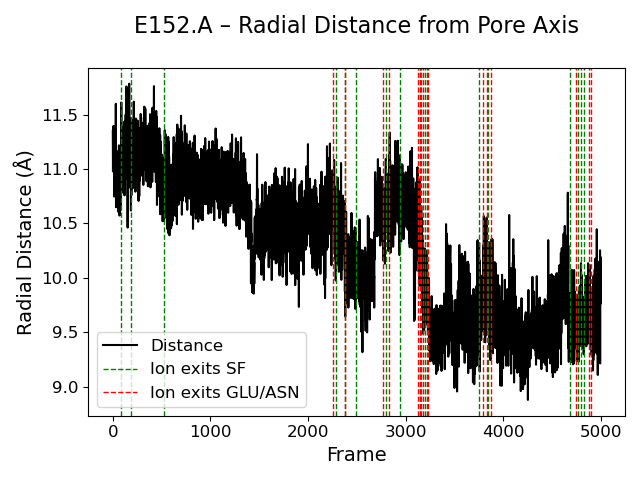 E152.A – Radial Distance from Pore Axis
Radial Distance (Å)
11.5
11.0
10.5
10.0
9.5
9.0
Distance
Ion exits SF
Ion exits GLU/ASN
0
1000
2000
3000
4000
5000
Frame